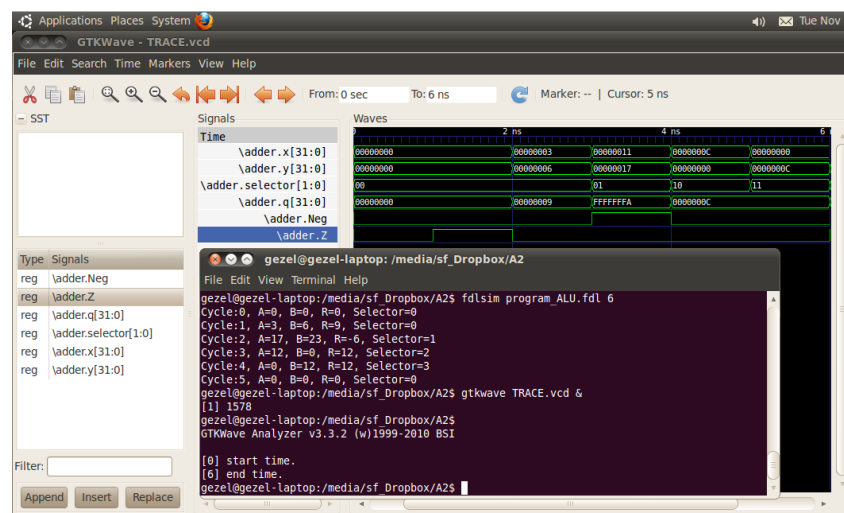 Applications Places System Tue Nov
GTKWave - TRACE.vcd
File Edit Search Time Markers View Help
From: 0 sec To: 6 ns Marker: -- | Cursor: 5 ns
SST
Signals
Waves
Time
2 ns 4 ns 6
\adder.x[31:0] 00000000 00000003 00000011 0000000C 00000000
\adder.y[31:0] 00000000 00000006 00000017 00000000 0000000C
\adder.selector[1:0] 00 01 10 11
\adder.q[31:0] 00000000 00000009 FFFFFFFA 0000000C
\adder.Neg
\adder.Z
Type Signals
reg \adder.Neg
reg \adder.Z
reg \adder.q[31:0]
reg \adder.selector[1:0]
reg \adder.x[31:0]
reg \adder.y[31:0]
Filter:
Append Insert Replace
gezel@gezel-laptop: /media/sf_Dropbox/A2
File Edit View Terminal Help
gezel@gezel-laptop:/media/sf_Dropbox/A2$ fdlsim program_ALU.fdl 6
Cycle:0, A=0, B=0, R=0, Selector=0
Cycle:1, A=3, B=6, R=9, Selector=0
Cycle:2, A=17, B=23, R=-6, Selector=1
Cycle:3, A=12, B=0, R=12, Selector=2
Cycle:4, A=0, B=12, R=12, Selector=3
Cycle:5, A=0, B=0, R=0, Selector=0
gezel@gezel-laptop:/media/sf_Dropbox/A2$ gtkwave TRACE.vcd &
[1] 1578
gezel@gezel-laptop:/media/sf_Dropbox/A2$
GTKWave Analyzer v3.3.2 (w)1999-2010 BSI
[0] start time.
[6] end time.
gezel@gezel-laptop:/media/sf_Dropbox/A2$